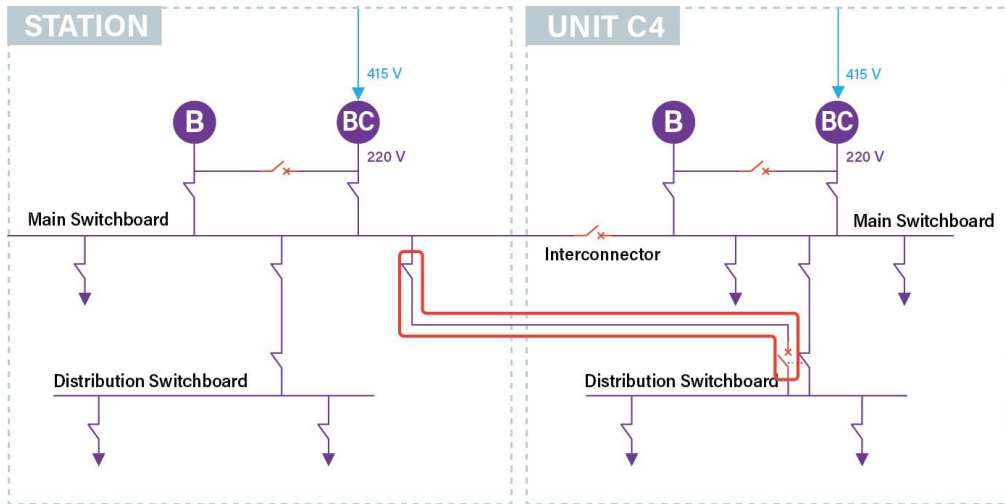 STATION
UNIT C4
415 V
415 V
B
BC
B
BC
220 V
220 V
Main Switchboard
Main Switchboard
Interconnector
Distribution Switchboard
Distribution Switchboard